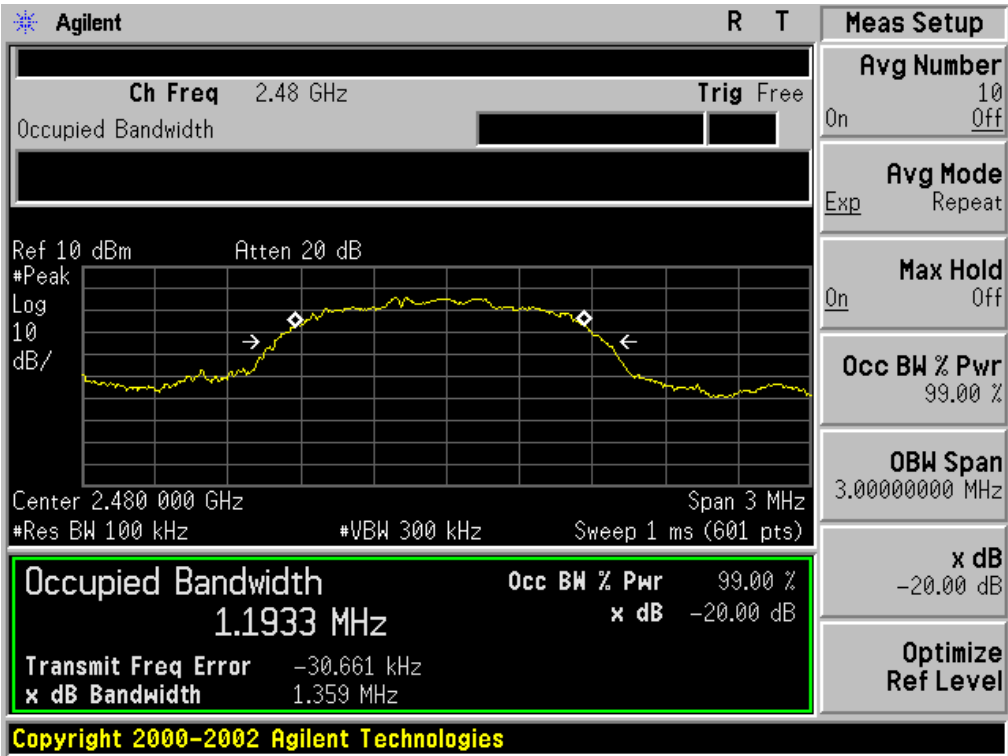 Agilent R T
Ch Freq 2.48 GHz Trig Free
Occupied Bandwidth
Ref 10 dBm Atten 20 dB
#Peak
Log
10
dB/
Center 2.480 000 GHz Span 3 MHz
#Res BW 100 kHz #VBW 300 kHz Sweep 1 ms (601 pts)
Occupied Bandwidth Occ BW % Pwr 99.00 %
1.1933 MHz x dB -20.00 dB
Transmit Freq Error -30.661 kHz
x dB Bandwidth 1.359 MHz
Copyright 2000-2002 Agilent Technologies
Meas Setup
Avg Number
10
On Off
Avg Mode
Exp Repeat
Max Hold
On Off
Occ BW % Pwr
99.00 %
OBW Span
3.00000000 MHz
x dB
-20.00 dB
Optimize
Ref Level